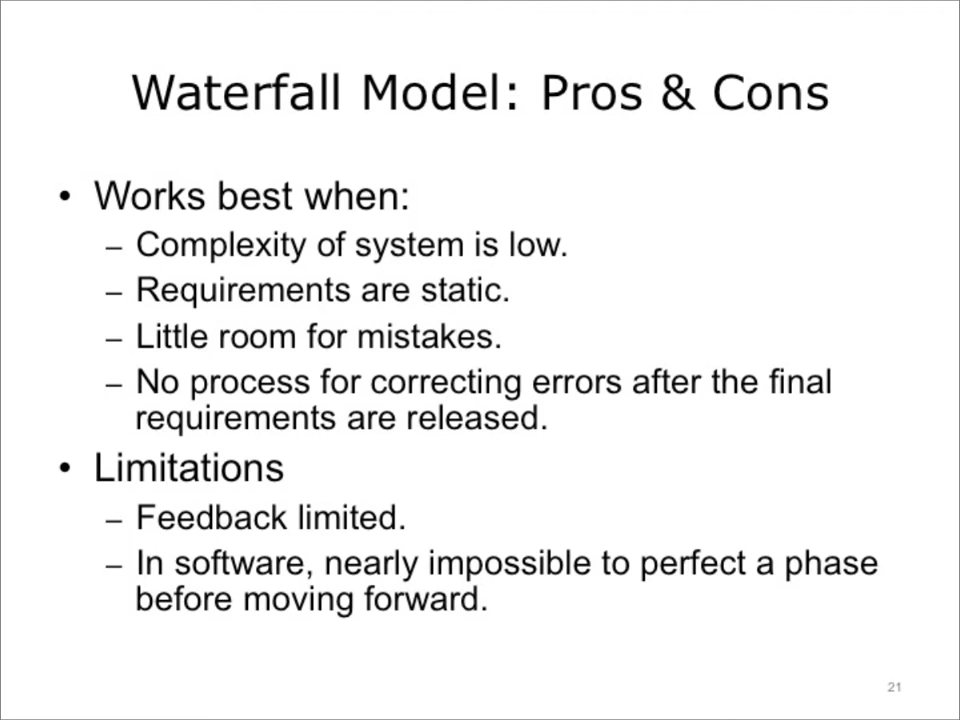 Waterfall Model: Pros & Cons
• Works best when:
– Complexity of system is low.
– Requirements are static.
– Little room for mistakes.
– No process for correcting errors after the final
requirements are released.
• Limitations
– Feedback limited.
– In software, nearly impossible to perfect a phase
before moving forward.
21